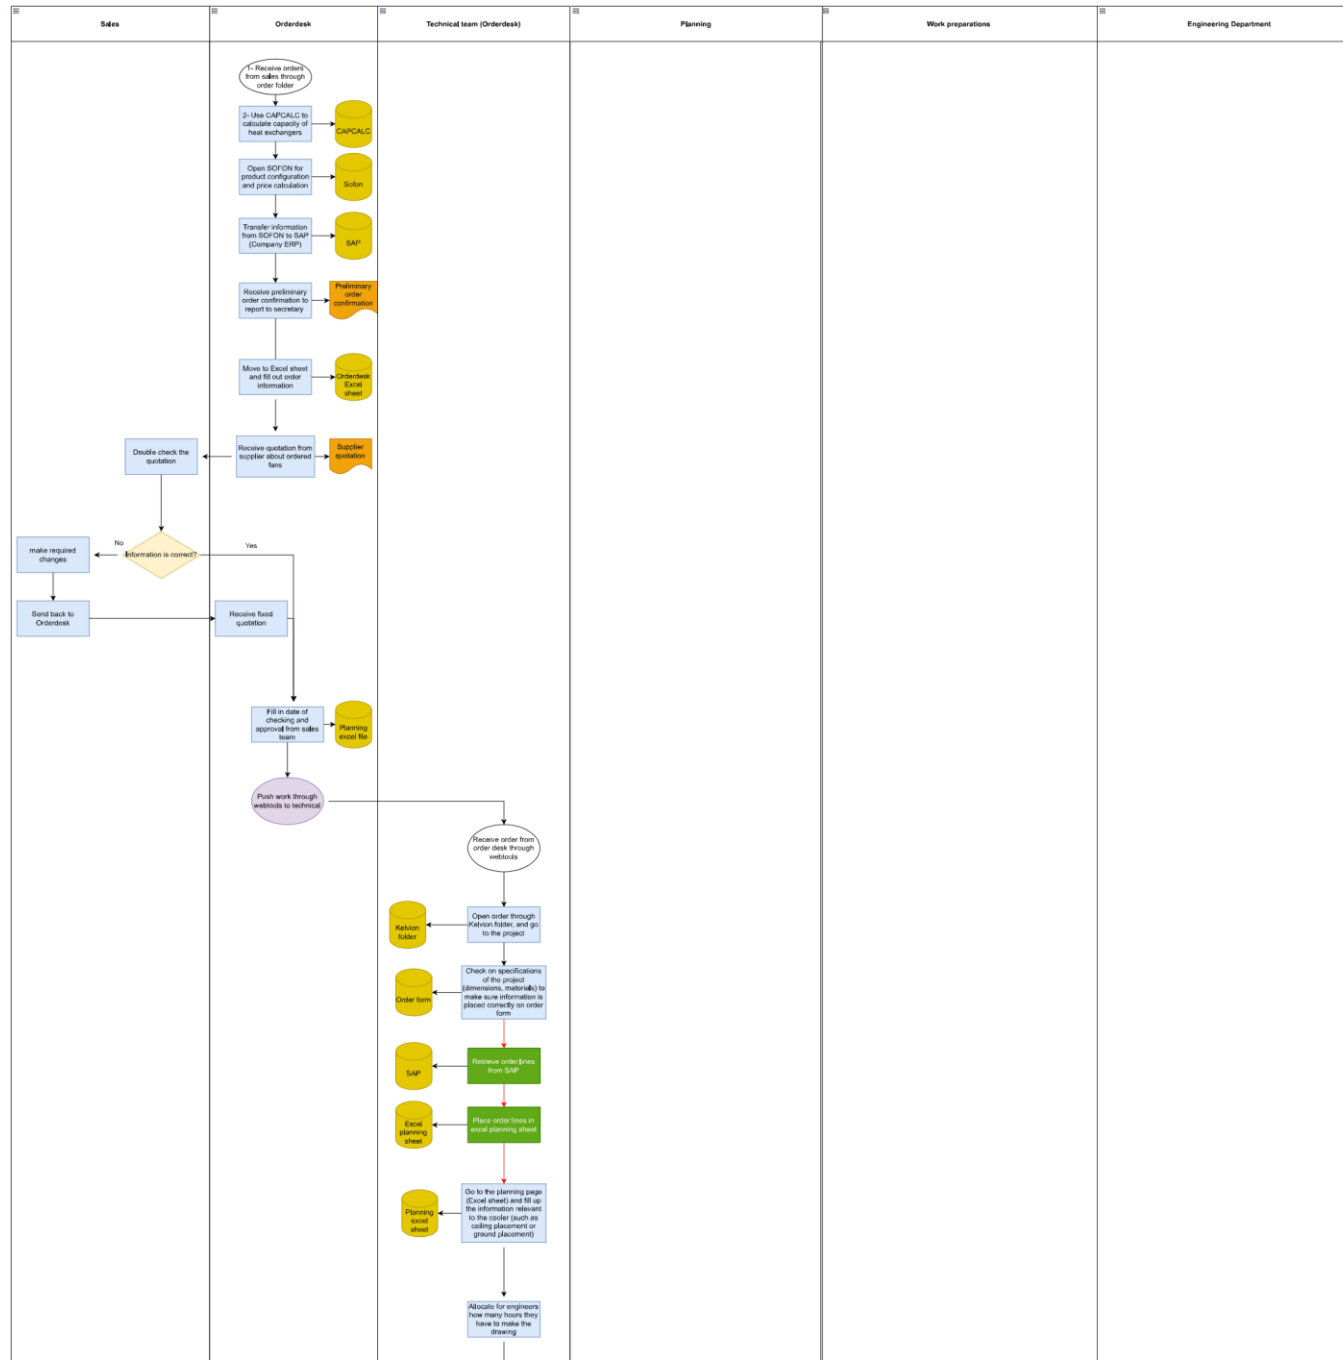 Sales
Orderdesk
Technical team (Orderdesk)
Planning
Work preparations
Engineering Department
1- Receive orders
from sales through
order folder
2- Use CAPCALC to
calculate capacity of
heat exchangers
CAPCALC
Open SOFON for
product configuration
and price calculation
Sofon
Transfer information
from SOFON to SAP
(Company ERP)
SAP
Receive preliminary
order confirmation to
report to secretary
Preliminary
order
confirmation
Move to Excel sheet
and fill out order
information
Orderdesk
Excel
sheet
Double check the
quotation
Receive quotation from
supplier about ordered
fans
Supplier
quotation
make required
changes
No
Information is correct?
Yes
Send back to
Orderdesk
Receive fixed
quotation
Fill in date of
checking and
approval from sales
team
Planning
excel file
Push work through
webtools to technical
Receive order from
order desk through
webtools
Kelvion
folder
Open order through
Kelvion folder, and go
to the project
Order form
Check on specifications
of the project
(dimensions, materials) to
make sure information is
placed correctly on order
form
SAP
Retrieve order lines
from SAP
Excel
planning
sheet
Place order lines in
excel planning sheet
Planning
excel
sheet
Go to the planning page
(Excel sheet) and fill up
the information relevant
to the cooler (such as
ceiling placement or
ground placement)
Allocate for engineers
how many hours they
have to make the
drawing